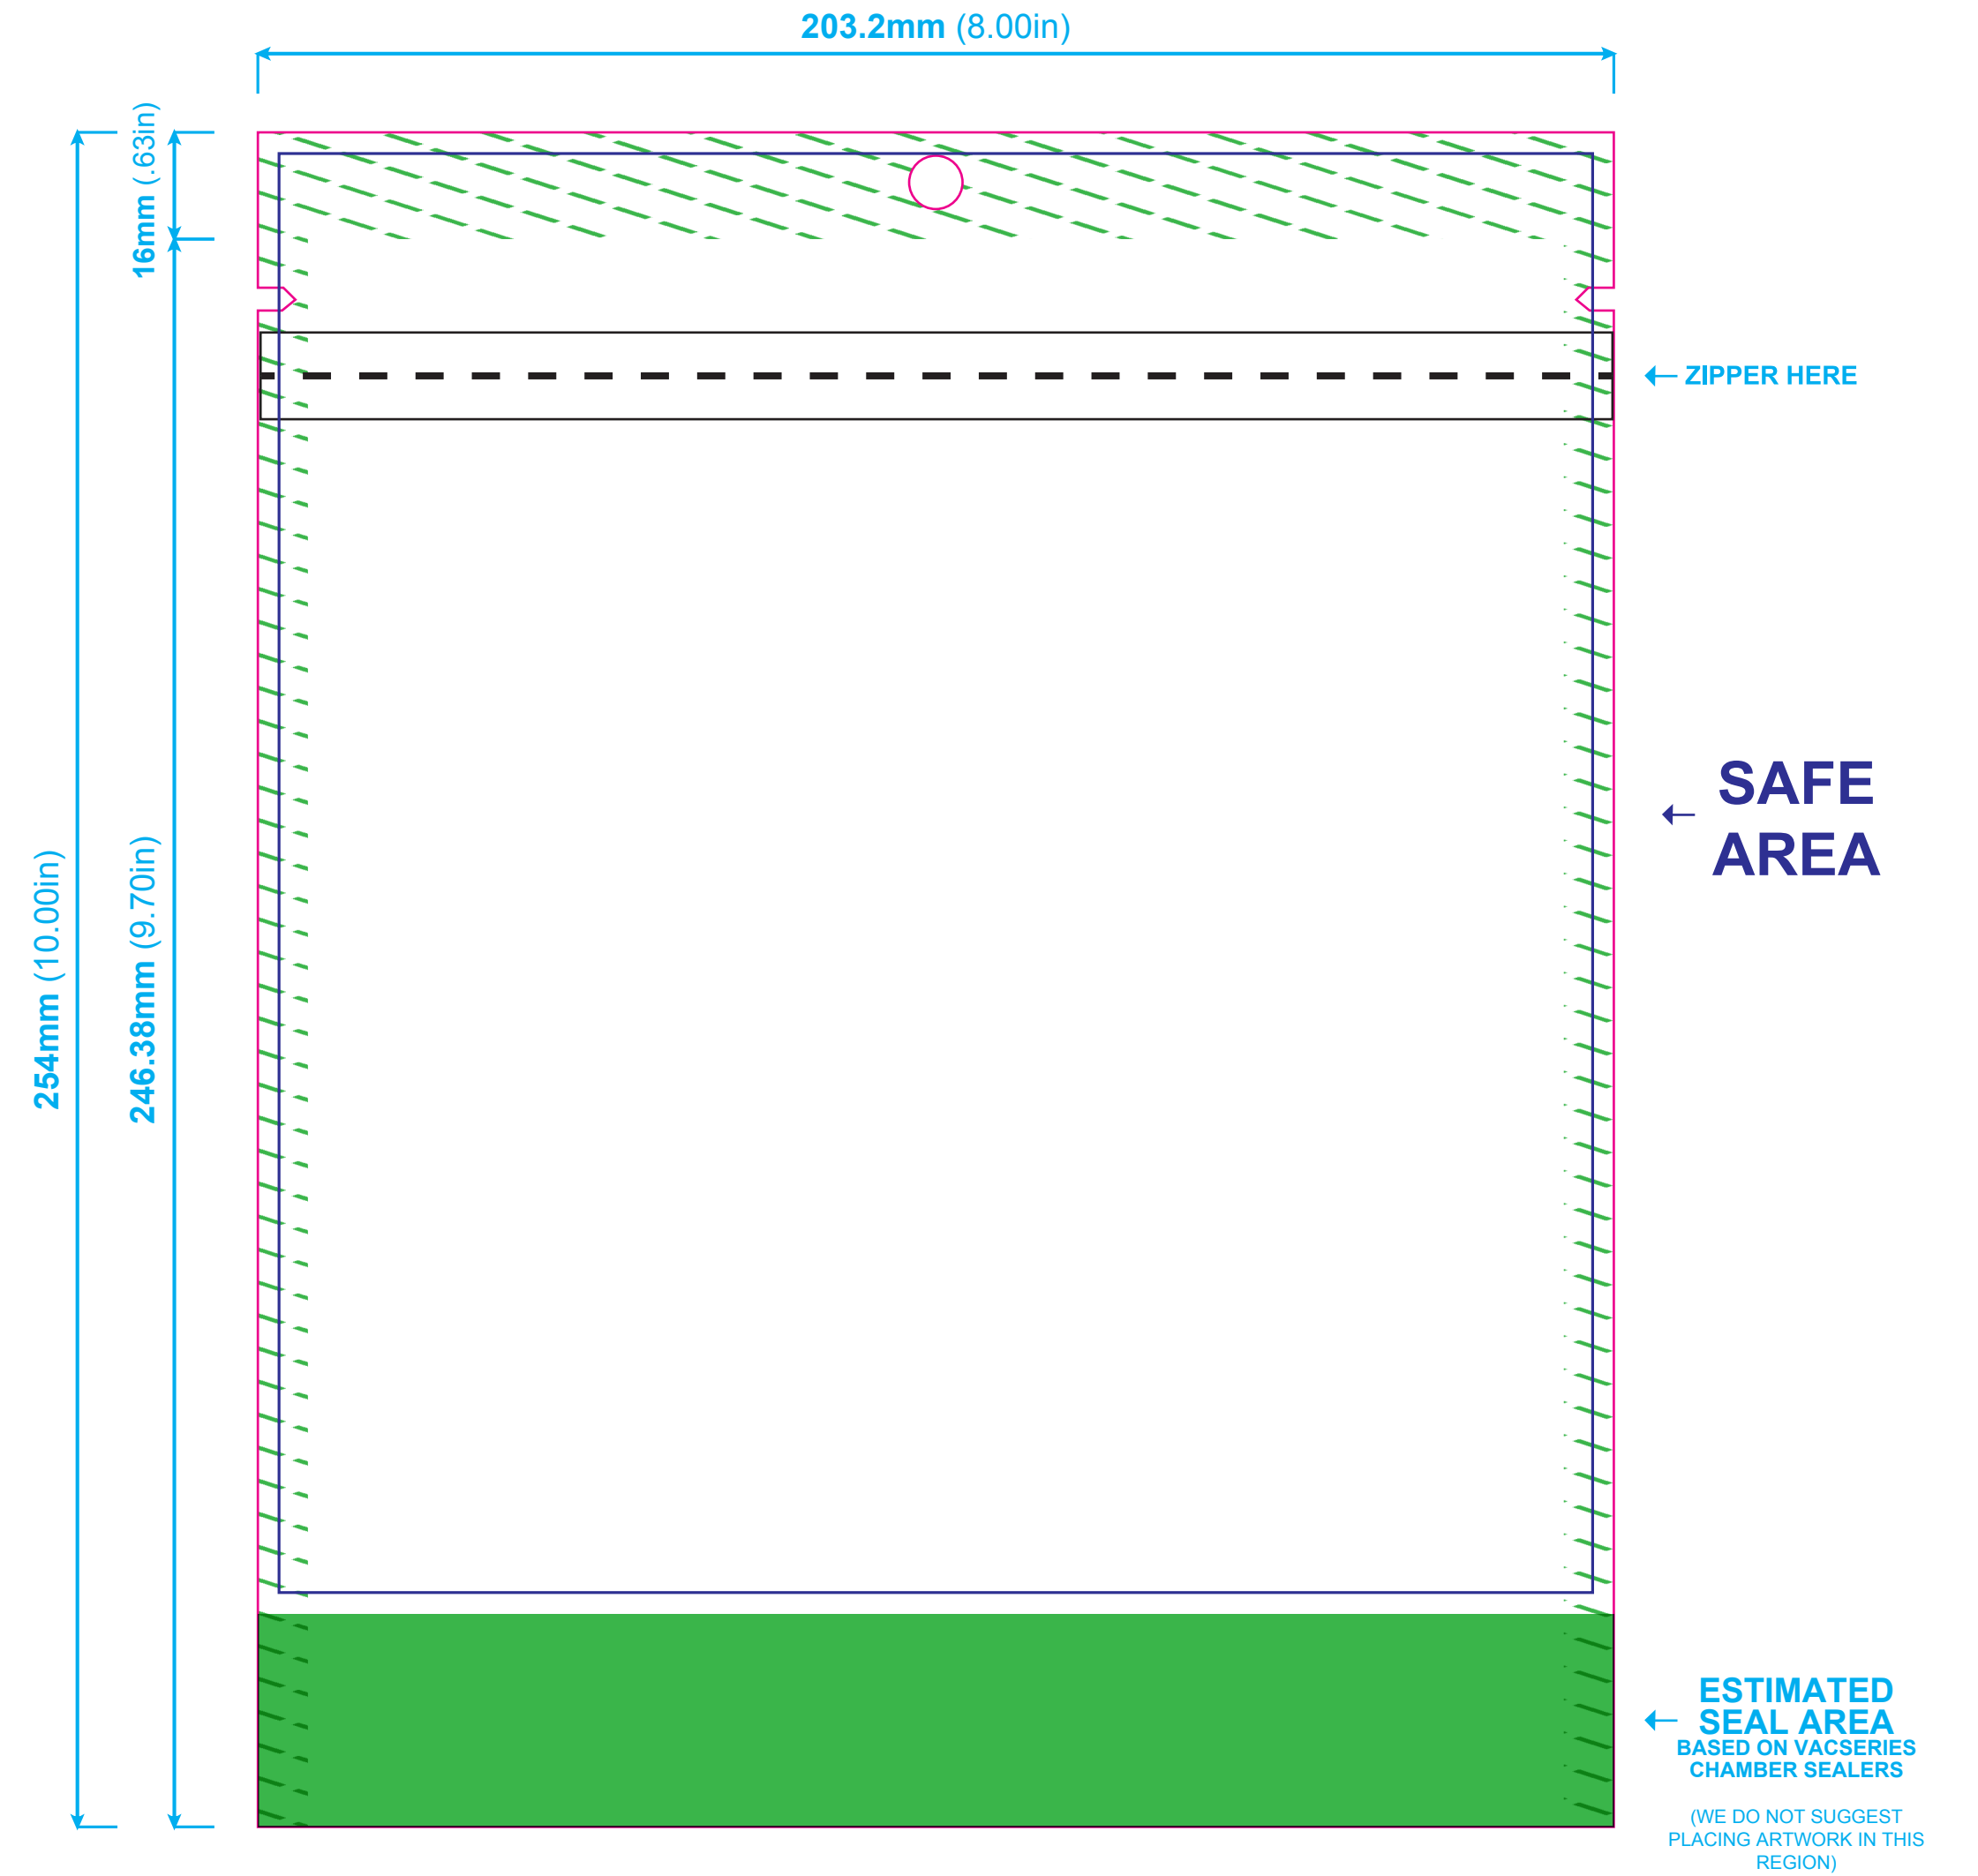 203.2mm (8.00in)
16mm (.63in)
254mm (10.00in)
246.38mm (9.70in)
ZIPPER HERE
SAFE
AREA
ESTIMATED
SEAL AREA
BASED ON VACSERIES
CHAMBER SEALERS
(WE DO NOT SUGGEST
PLACING ARTWORK IN THIS
REGION)